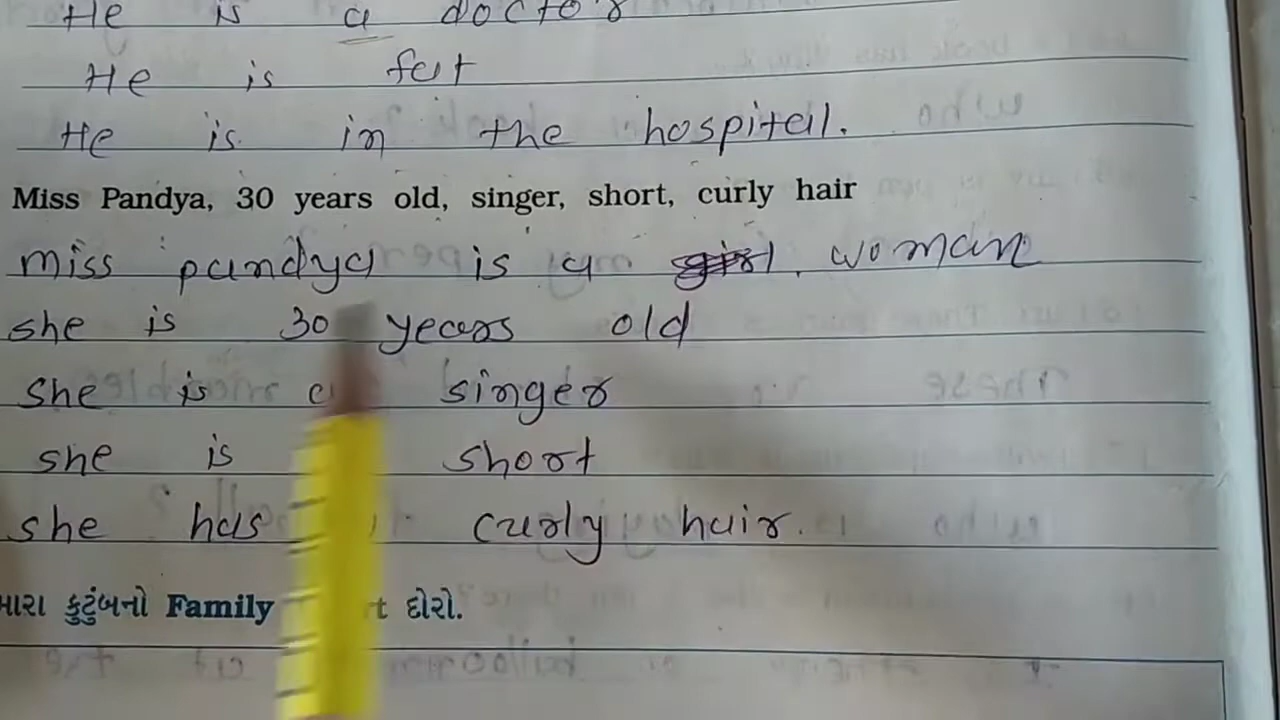 He is a doctor
He is fat
He is in the hospital.
Miss Pandya, 30 years old, singer, short, curly hair
miss pandya is a woman
she is 30 years old
she is a singer
she is short
she has curly hair.
મારા કુટુંબનો Family દોરો.